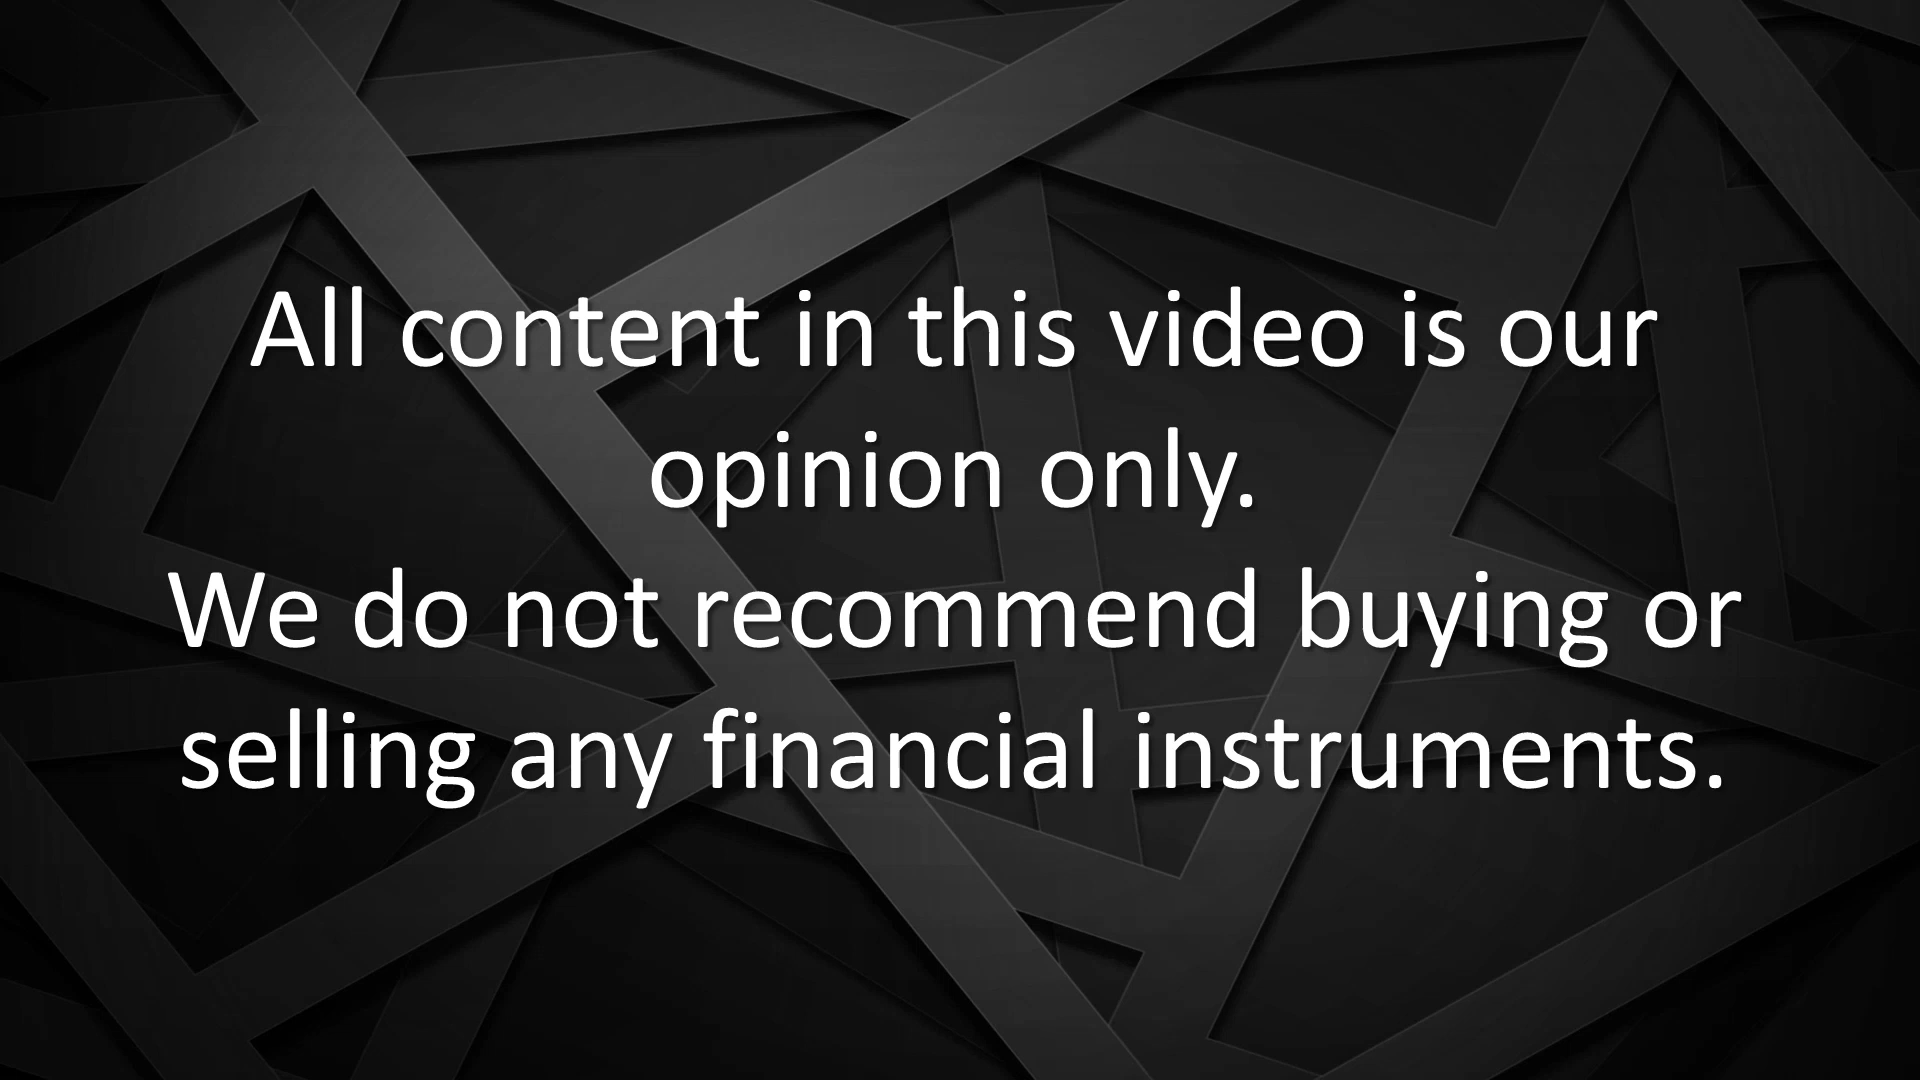 All content in this video is our
opinion only.
We do not recommend buying or
selling any financial instruments.